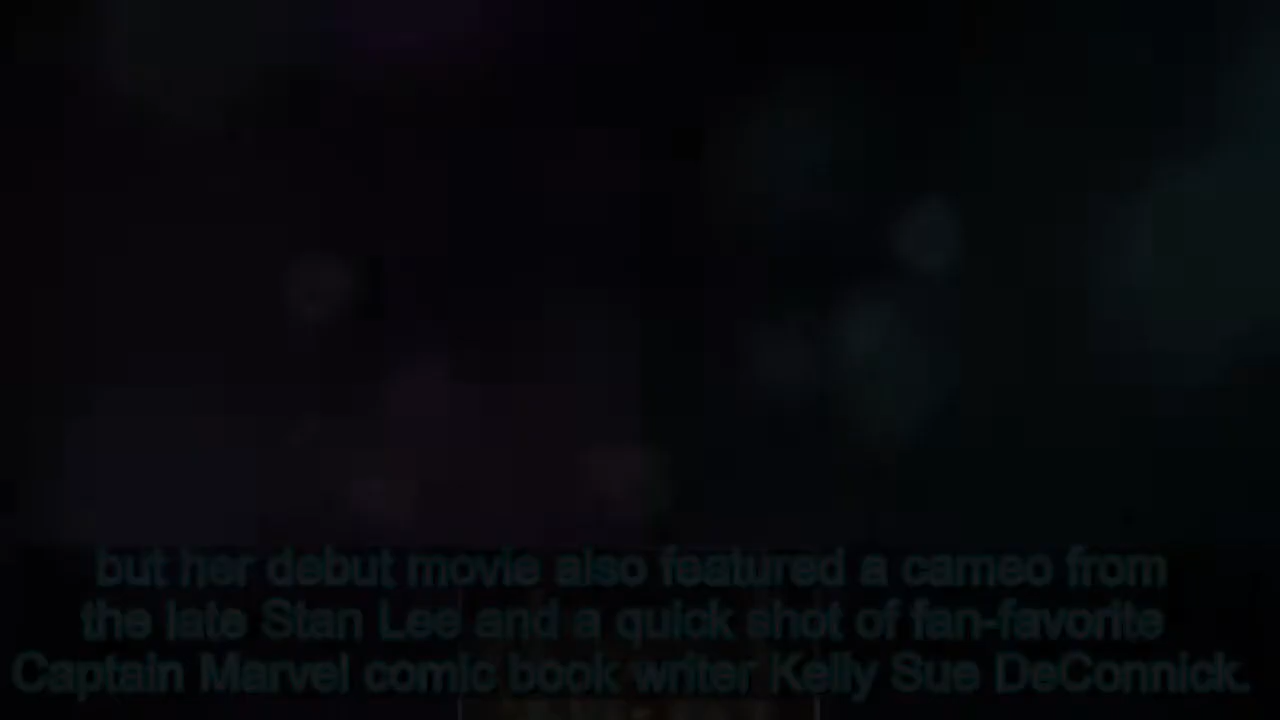 but her debut movie also featured a cameo from
the late Stan Lee and a quick shot of fan-favorite
Captain Marvel comic book writer Kelly Sue DeConnick.